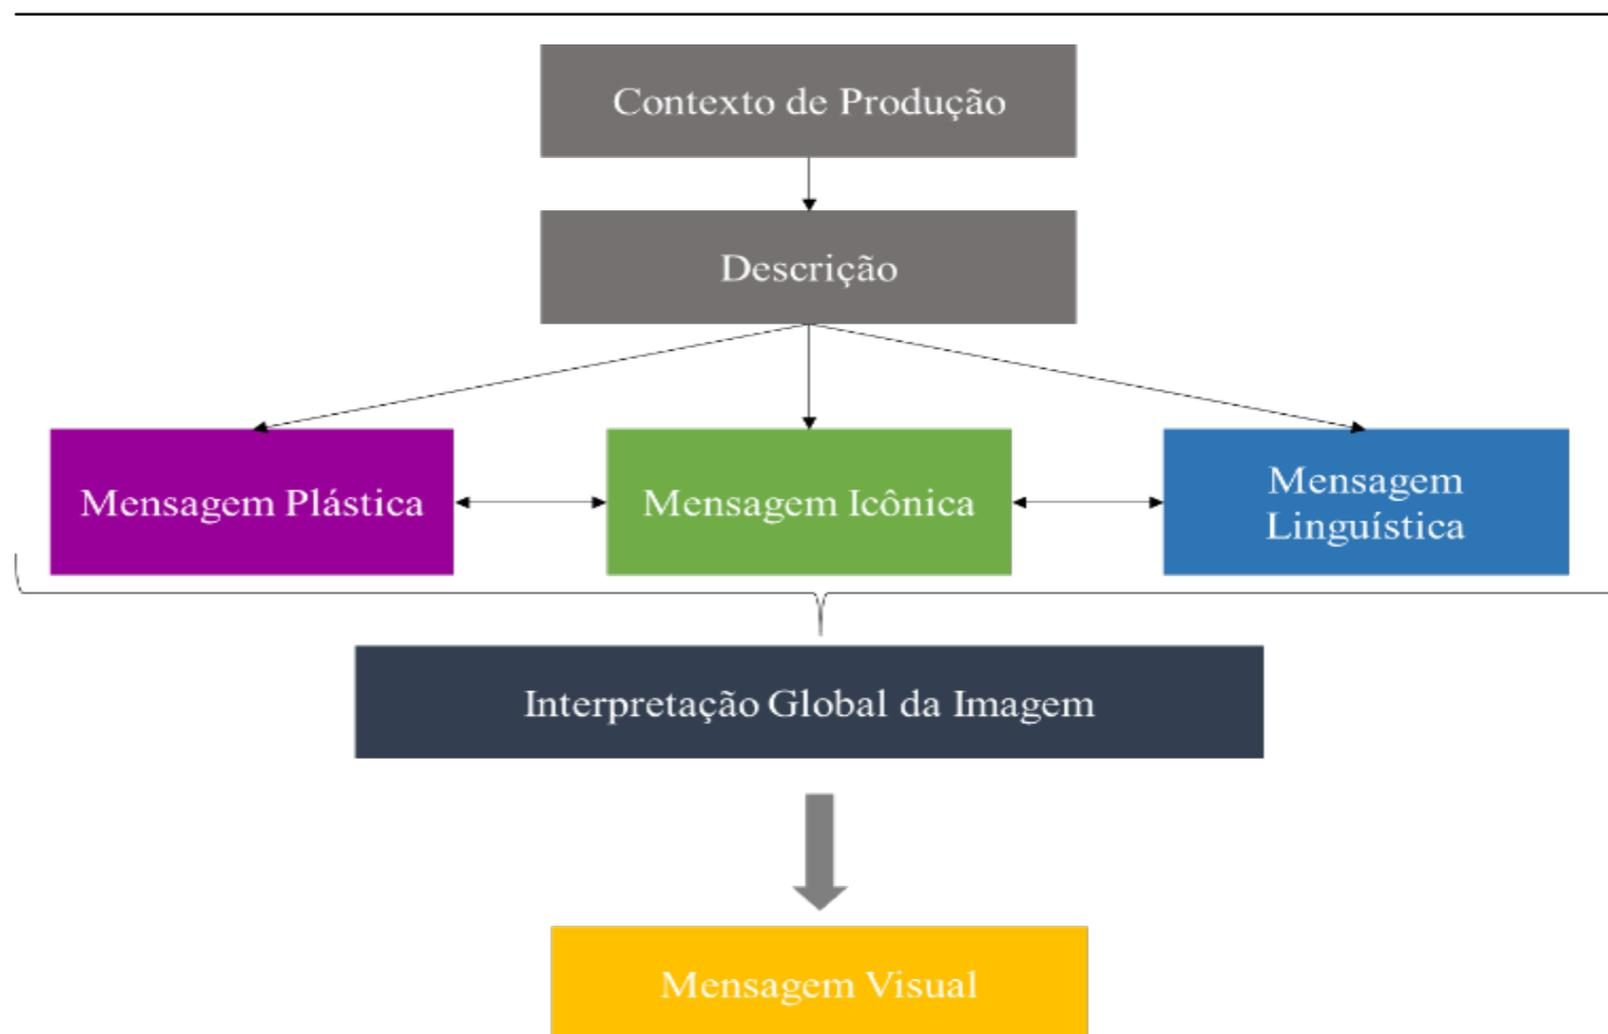 Contexto de Produção
Descrição
Mensagem Plástica
Mensagem Icônica
Mensagem
Linguística
Interpretação Global da Imagem
Mensagem Visual